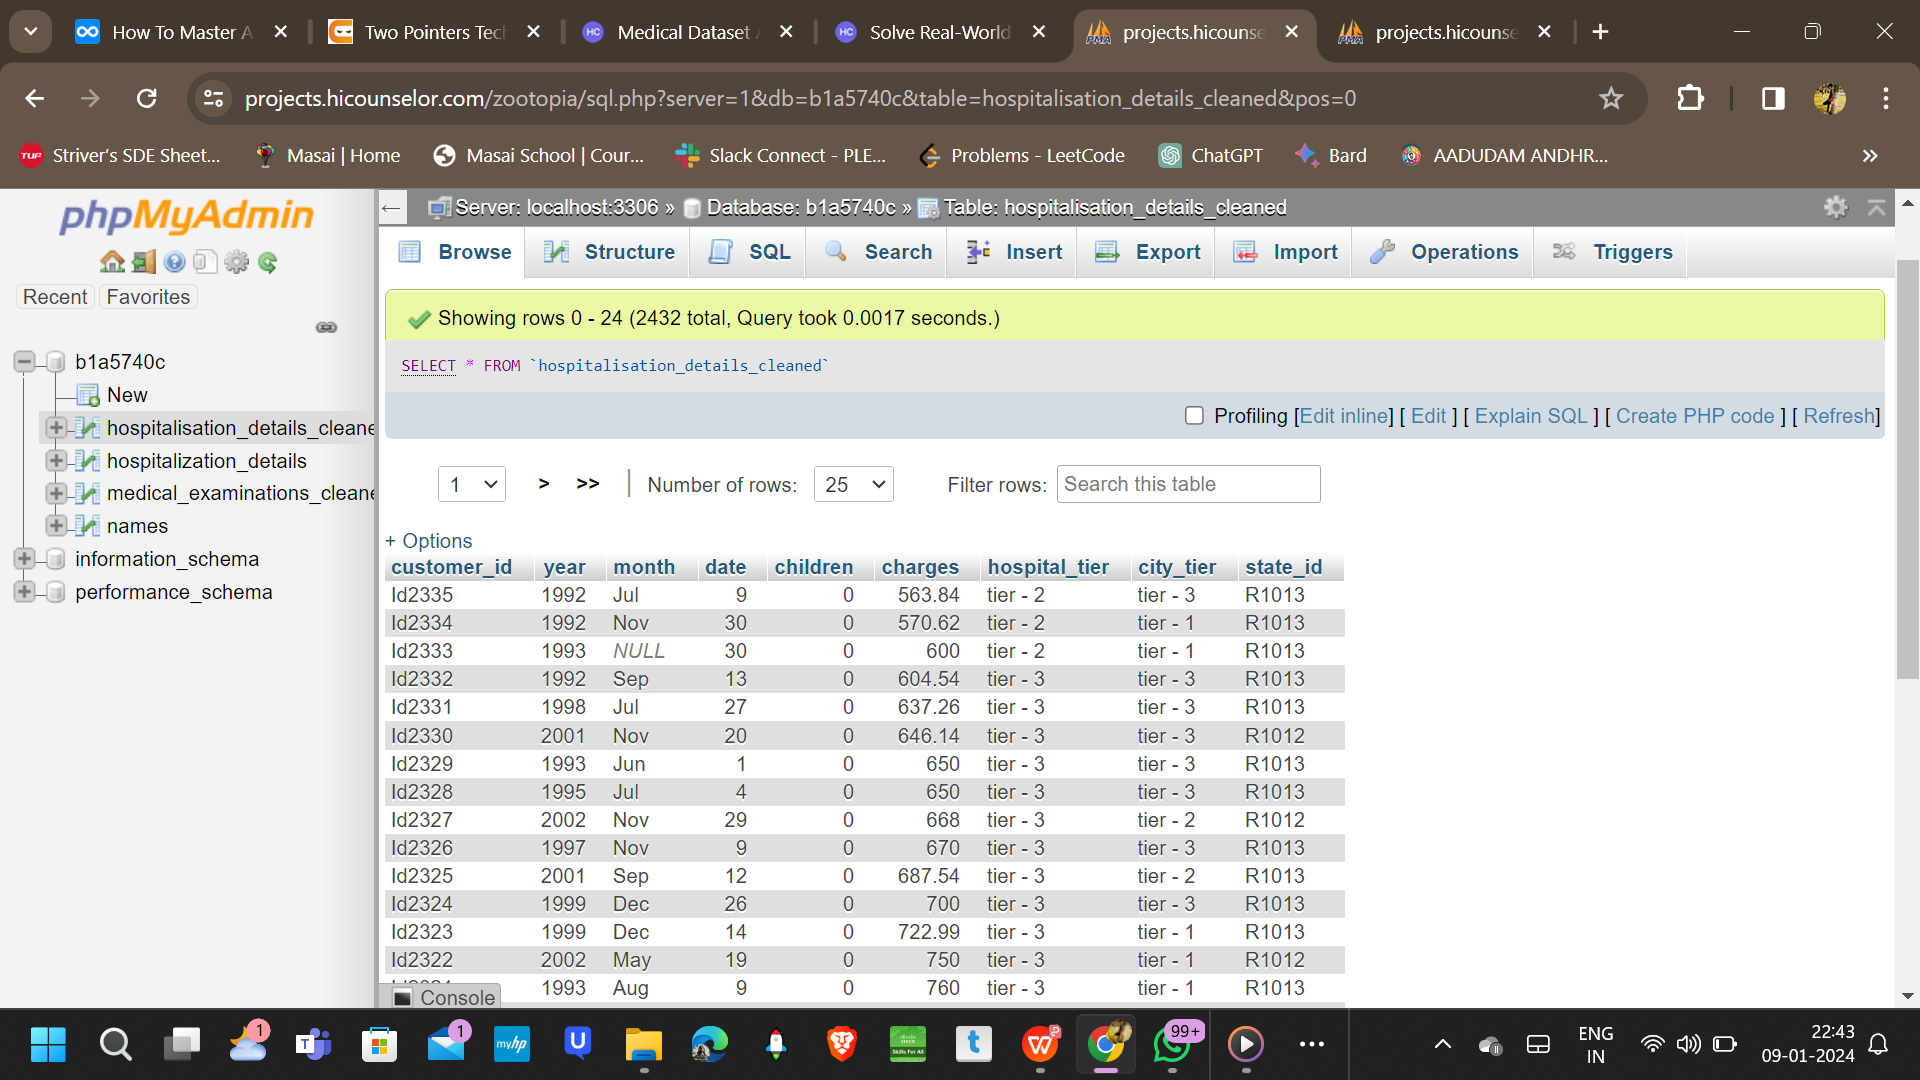 How To Master A
Two Pointers Tec
Medical Dataset
Solve Real-World
projects.hicounse
projects.hicounse
projects.hicounselor.com/zootopia/sql.php?server=1&db=b1a5740c&table=hospitalisation_details_cleaned&pos=0
TUF Striver's SDE Sheet...
Masai | Home
Masai School | Cour...
Slack Connect - PLE...
Problems - LeetCode
ChatGPT
Bard
AADUDAM ANDHR...
phpMyAdmin
Recent Favorites
b1a5740c
New
hospitalisation_details_cleane
hospitalization_details
medical_examinations_cleane
names
information_schema
performance_schema
Server: localhost:3306 » Database: b1a5740c » Table: hospitalisation_details_cleaned
Browse Structure SQL Search Insert Export Import Operations Triggers
Showing rows 0 - 24 (2432 total, Query took 0.0017 seconds.)
SELECT * FROM `hospitalisation_details_cleaned`
Profiling [Edit inline] [ Edit ] [ Explain SQL ] [ Create PHP code ] [ Refresh]
1 > >> | Number of rows: 25 Filter rows: Search this table
+ Options
customer_id year month date children charges hospital_tier city_tier state_id
Id2335 1992 Jul 9 0 563.84 tier - 2 tier - 3 R1013
Id2334 1992 Nov 30 0 570.62 tier - 2 tier - 1 R1013
Id2333 1993 NULL 30 0 600 tier - 2 tier - 1 R1013
Id2332 1992 Sep 13 0 604.54 tier - 3 tier - 3 R1013
Id2331 1998 Jul 27 0 637.26 tier - 3 tier - 3 R1013
Id2330 2001 Nov 20 0 646.14 tier - 3 tier - 3 R1012
Id2329 1993 Jun 1 0 650 tier - 3 tier - 3 R1013
Id2328 1995 Jul 4 0 650 tier - 3 tier - 3 R1013
Id2327 2002 Nov 29 0 668 tier - 3 tier - 2 R1012
Id2326 1997 Nov 9 0 670 tier - 3 tier - 3 R1013
Id2325 2001 Sep 12 0 687.54 tier - 3 tier - 2 R1013
Id2324 1999 Dec 26 0 700 tier - 3 tier - 3 R1013
Id2323 1999 Dec 14 0 722.99 tier - 3 tier - 1 R1013
Id2322 2002 May 19 0 750 tier - 3 tier - 1 R1012
1993 Aug 9 0 760 tier - 3 tier - 1 R1013
Console
1
1
myhp
Skills For All
99+
ENG
IN
22:43
09-01-2024